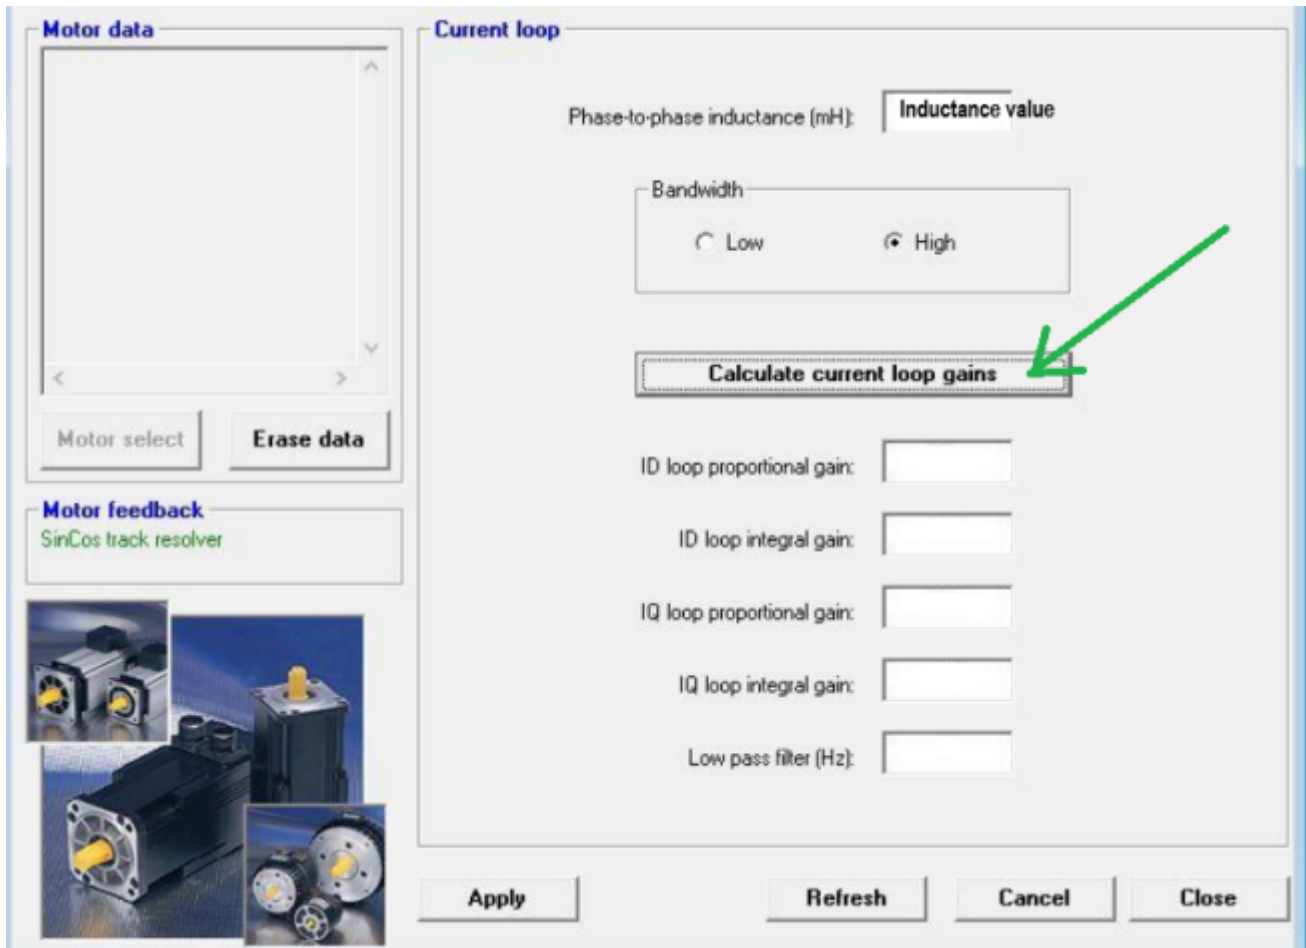 Motor data
Motor select
Erase data
Motor feedback
SinCos track resolver
Current loop
Phase-to-phase inductance (mH):
Inductance value
Bandwidth
Low
High
Calculate current loop gains
ID loop proportional gain:
ID loop integral gain:
IQ loop proportional gain:
IQ loop integral gain:
Low pass filter (Hz):
Apply
Refresh
Cancel
Close